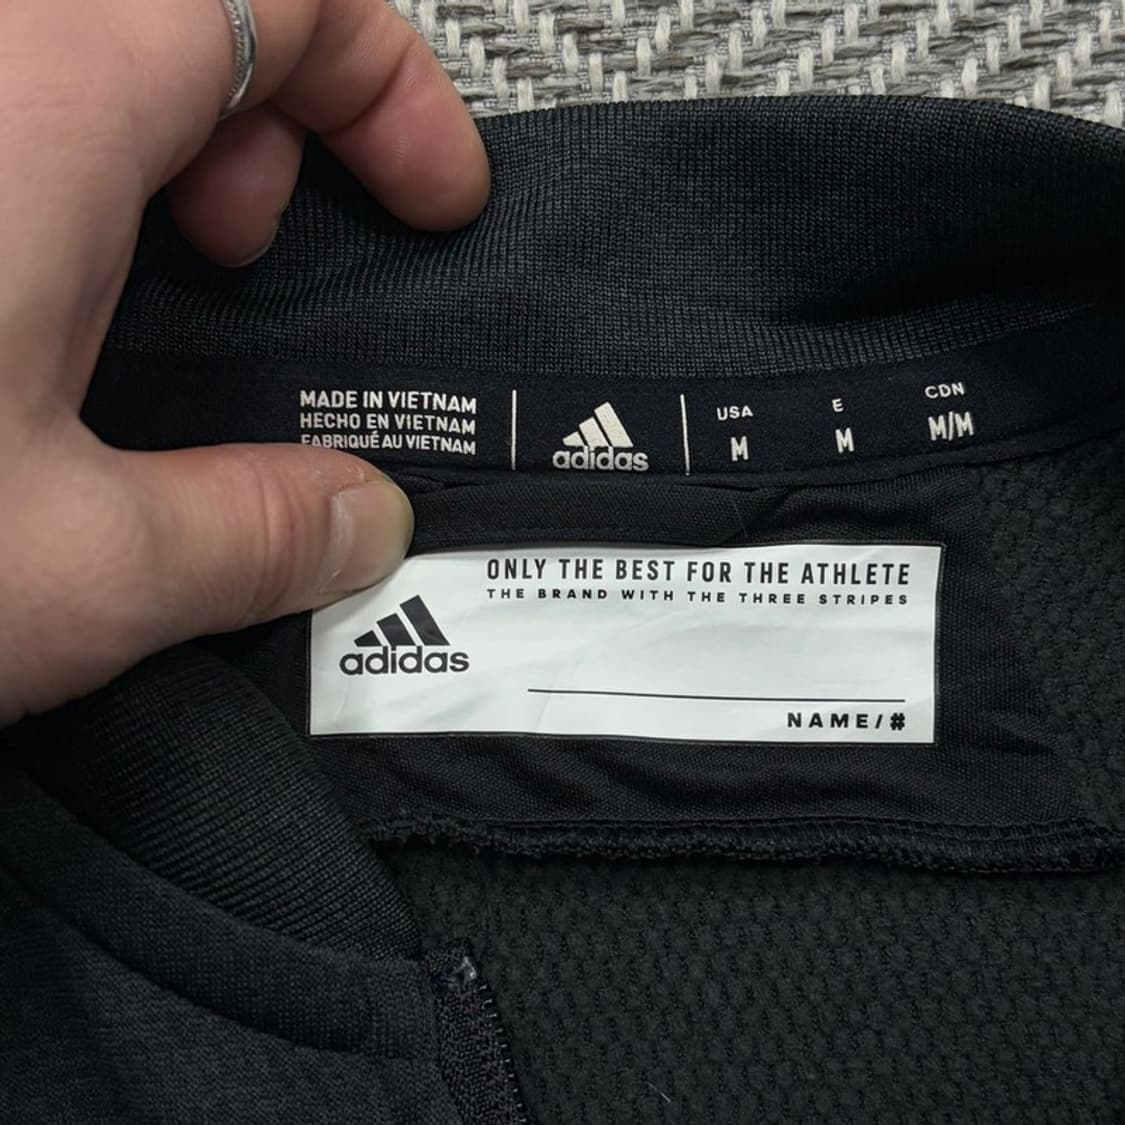 MADE IN VIETNAM
HECHO EN VIETNAM
FABRIQUÉ AU VIETNAM
adidas
USA
M
E
M
CDN
M/M
ONLY THE BEST FOR THE ATHLETE
THE BRAND WITH THE THREE STRIPES
adidas
NAME/#